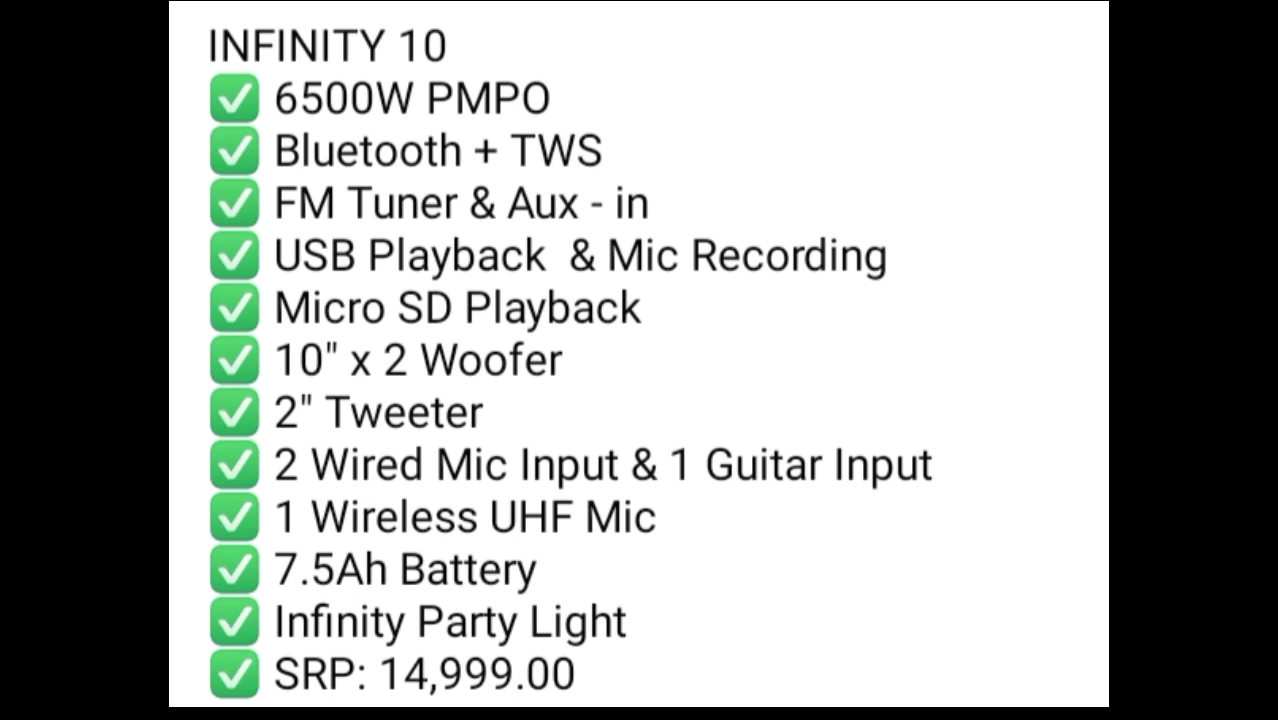 INFINITY 10
✅ 6500W PMPO
✅ Bluetooth + TWS
✅ FM Tuner & Aux - in
✅ USB Playback  & Mic Recording
✅ Micro SD Playback
✅ 10" x 2 Woofer
✅ 2" Tweeter
✅ 2 Wired Mic Input & 1 Guitar Input
✅ 1 Wireless UHF Mic
✅ 7.5Ah Battery
✅ Infinity Party Light
✅ SRP: 14,999.00